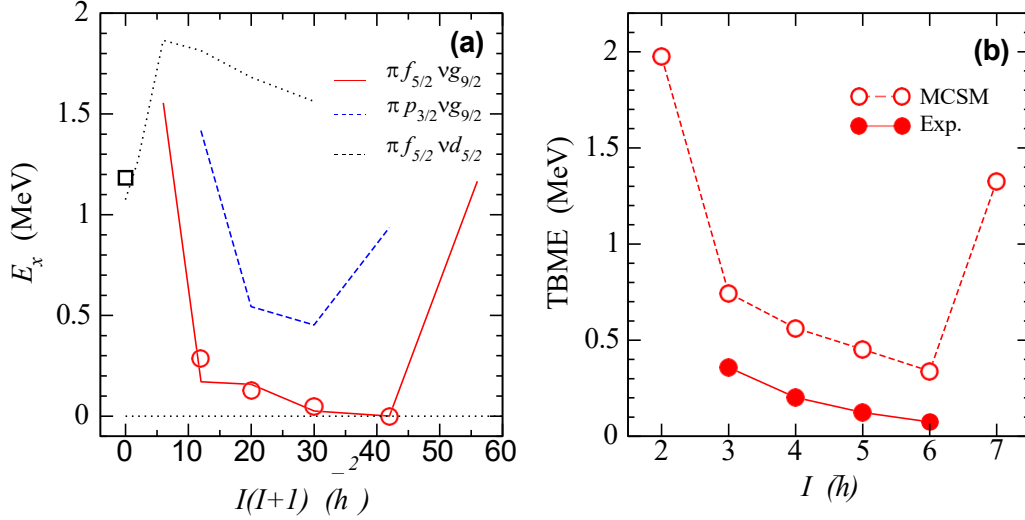 (a)
π f5/2 νg9/2
π p3/2 νg9/2
π f5/2 νd5/2
2
1.5
1
0.5
0
E_x (MeV)
0 10 20 30 40 50 60
I(I+1) (ħ²)
(b)
MCSM
Exp.
2
1.5
1
0.5
0
TBME (MeV)
2 3 4 5 6 7
I (ħ)